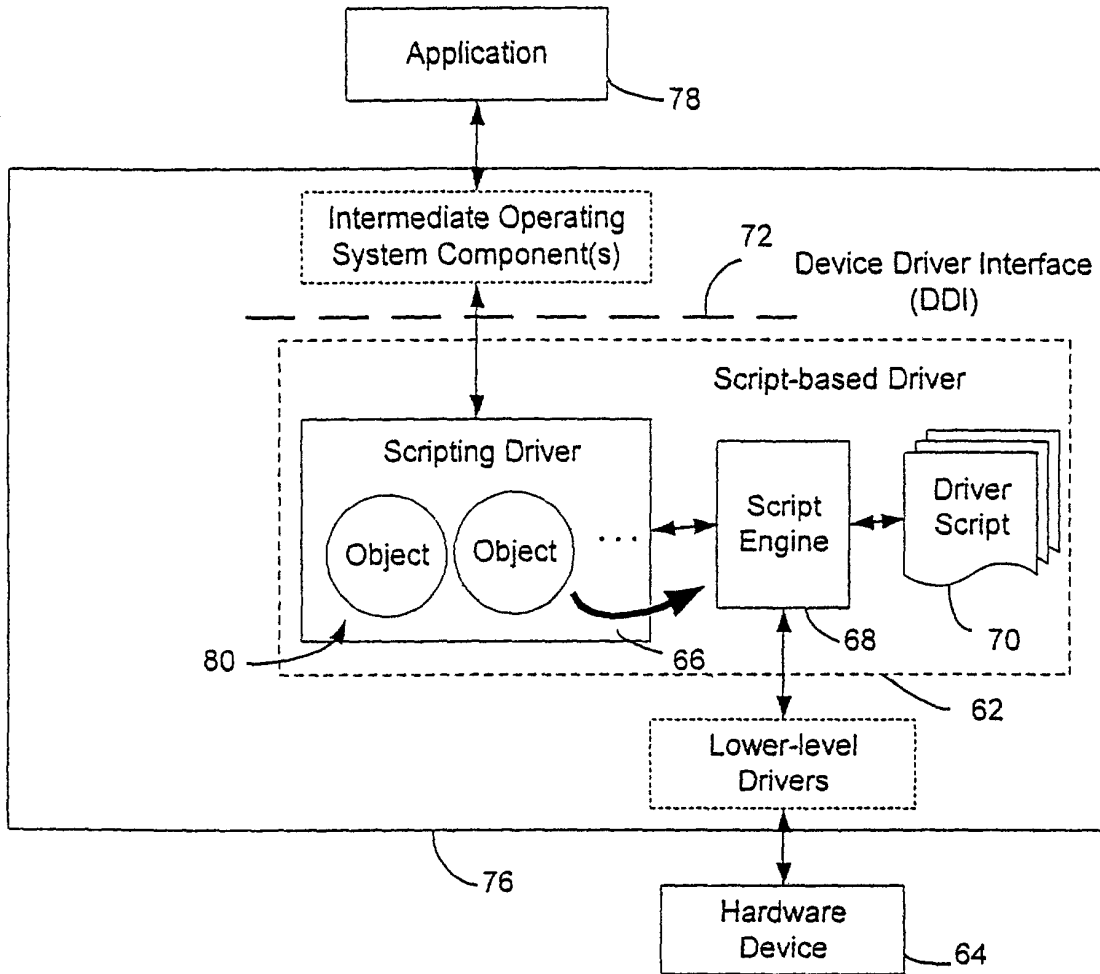 Application
78
Intermediate Operating
System Component(s)
72
Device Driver Interface
(DDI)
Script-based Driver
Scripting Driver
Object
Object
...
Script
Engine
Driver
Script
80
66
68
70
62
Lower-level
Drivers
76
Hardware
Device
64